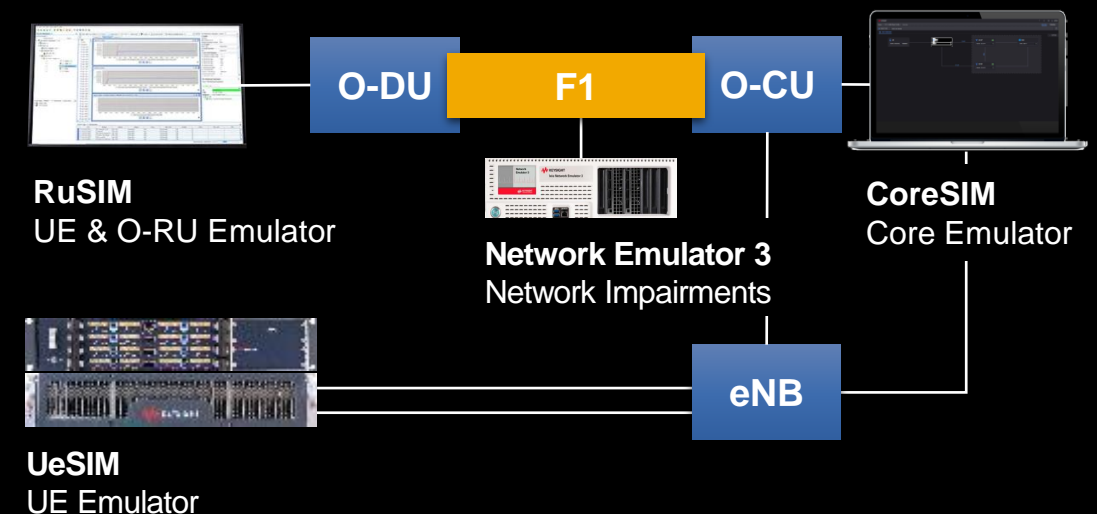 O-DU
F1
O-CU
RuSIM
UE & O-RU Emulator
KEYSIGHT
Network Emulator 3
Network Impairments
CoreSIM
Core Emulator
eNB
UeSIM
UE Emulator